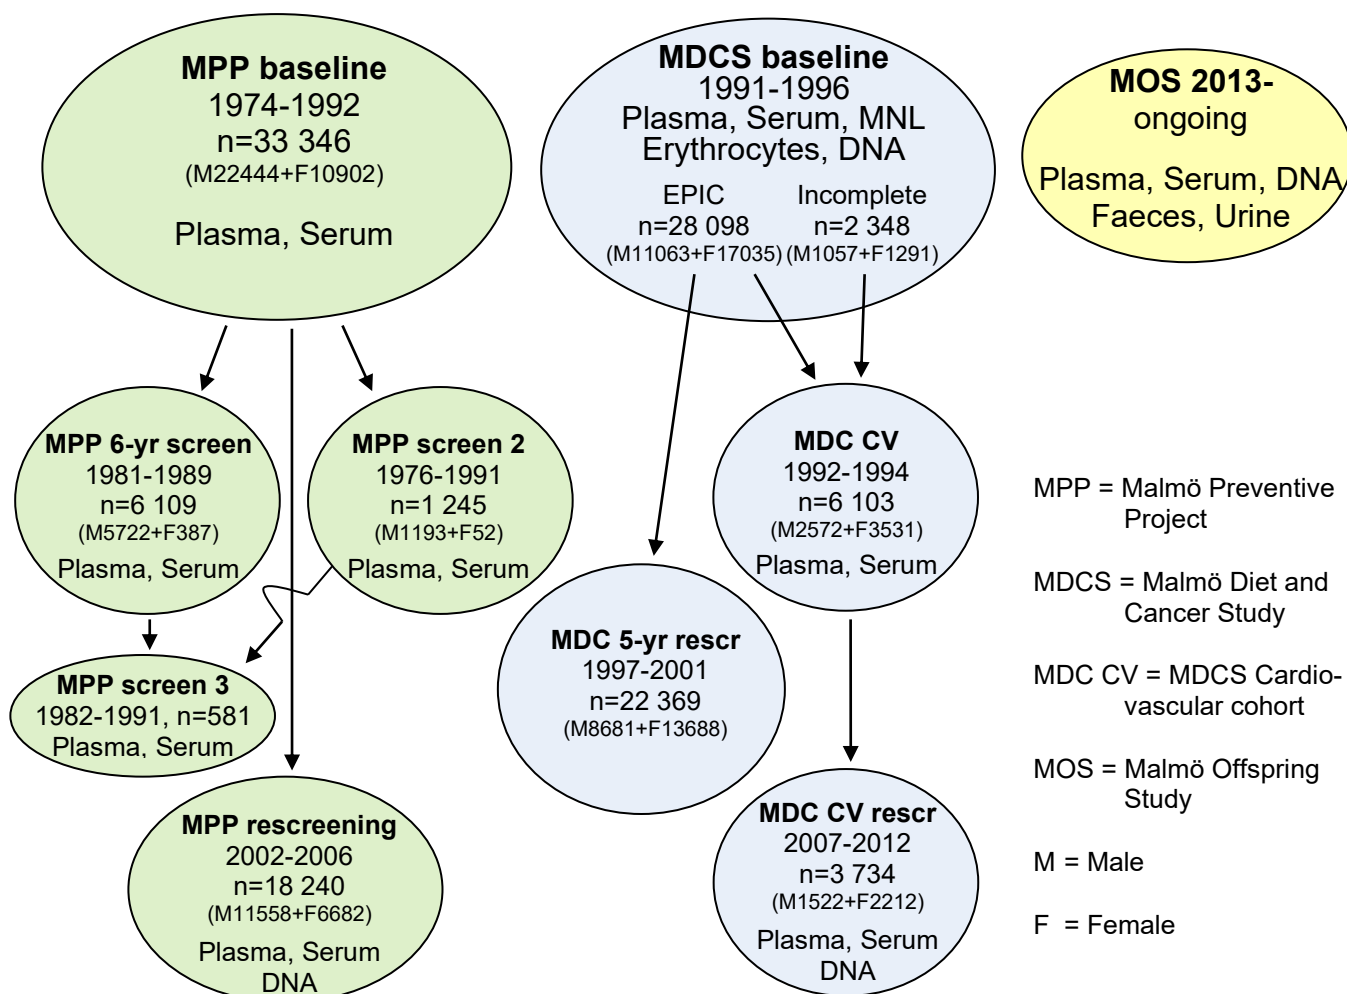 MPP baseline
1974-1992
n=33 346
(M22444+F10902)
Plasma, Serum
MDCS baseline
1991-1996
Plasma, Serum, MNL
Erythrocytes, DNA
EPIC
n=28 098
(M11063+F17035)
Incomplete
n=2 348
(M1057+F1291)
MOS 2013-
ongoing
Plasma, Serum, DNA
Faeces, Urine
MPP 6-yr screen
1981-1989
n=6 109
(M5722+F387)
Plasma, Serum
MPP screen 2
1976-1991
n=1 245
(M1193+F52)
Plasma, Serum
MDC CV
1992-1994
n=6 103
(M2572+F3531)
Plasma, Serum
MPP screen 3
1982-1991, n=581
Plasma, Serum
MDC 5-yr rescr
1997-2001
n=22 369
(M8681+F13688)
MPP rescreening
2002-2006
n=18 240
(M11558+F6682)
Plasma, Serum
DNA
MDC CV rescr
2007-2012
n=3 734
(M1522+F2212)
Plasma, Serum
DNA
MPP = Malmö Preventive
Project
MDCS = Malmö Diet and
Cancer Study
MDC CV = MDCS Cardio-
vascular cohort
MOS = Malmö Offspring
Study
M = Male
F = Female